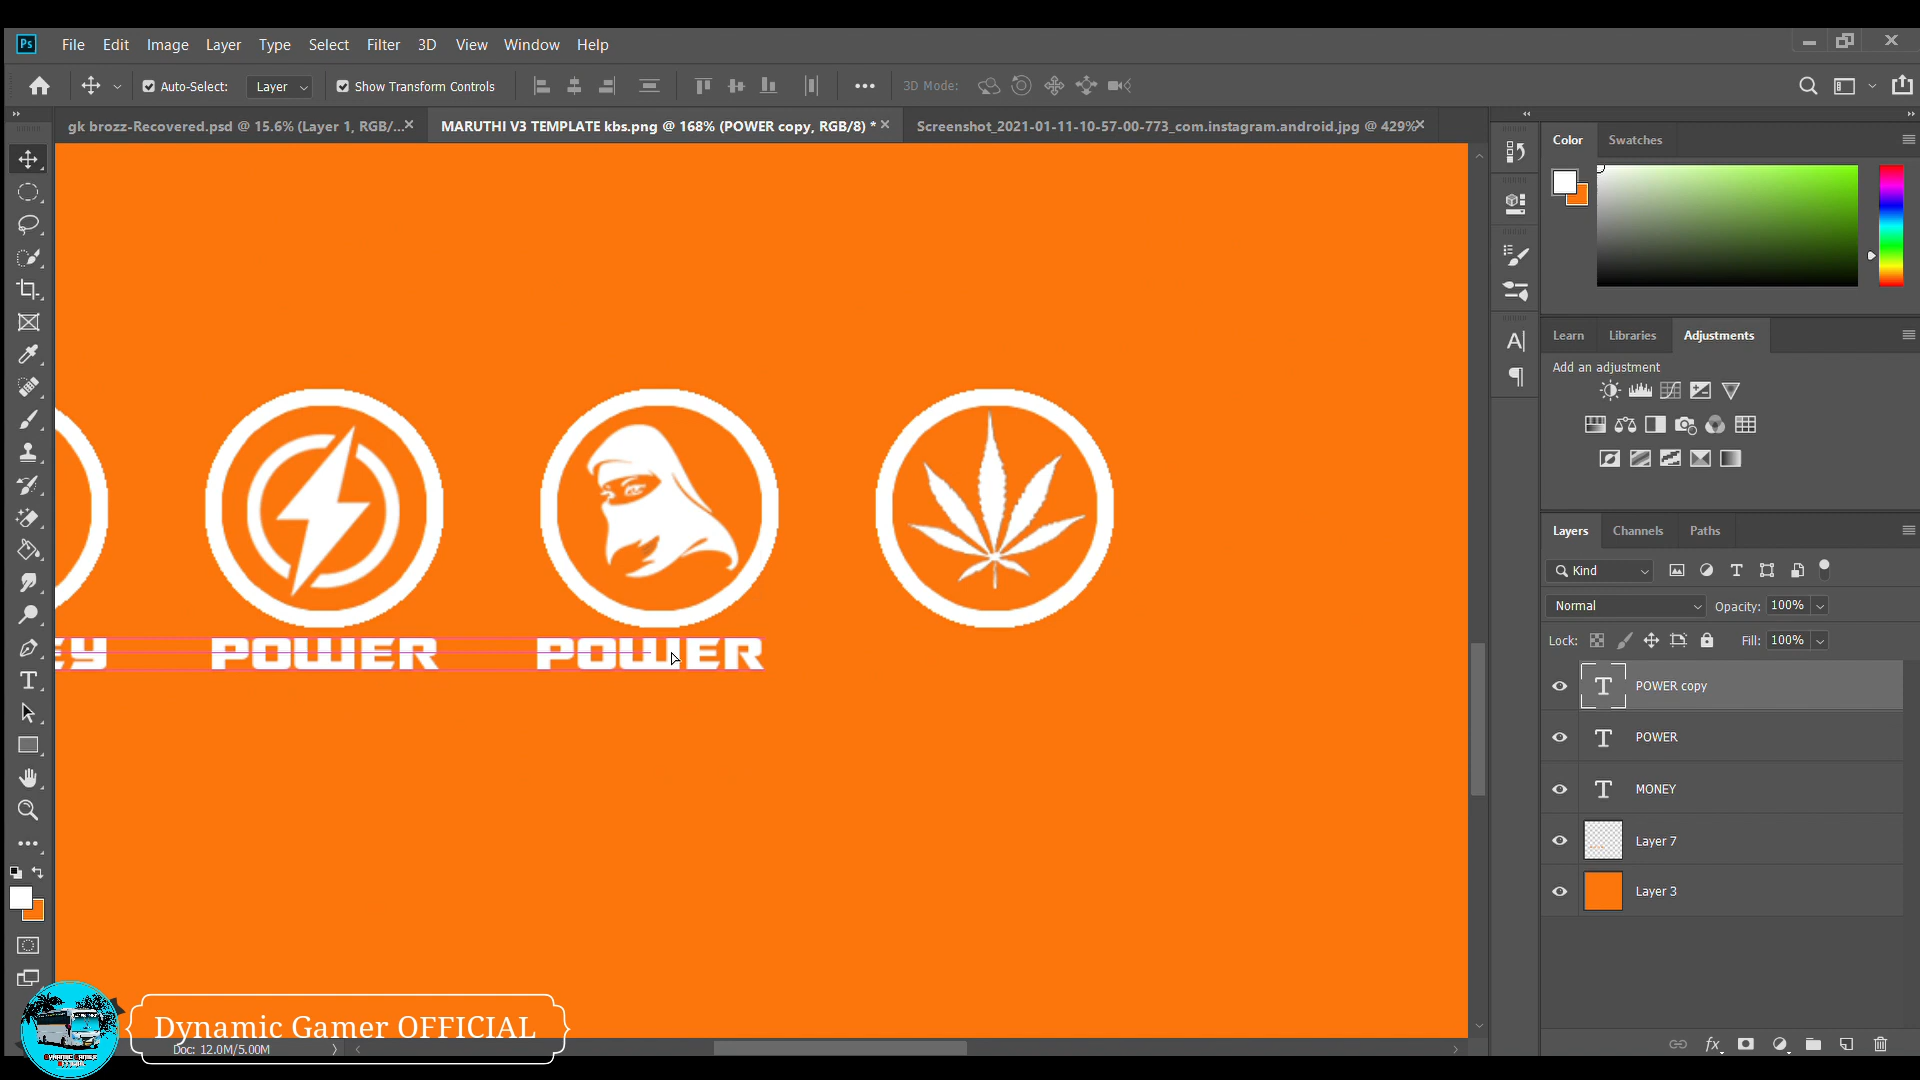 Ps File Edit Image Layer Type Select Filter 3D View Window Help
Auto-Select: Layer Show Transform Controls 3D Mode:
gk brozz-Recovered.psd @ 15.6% (Layer 1, RGB/... MARUTHI V3 TEMPLATE kbs.png @ 168% (POWER copy, RGB/8) * Screenshot_2021-01-11-10-57-00-773_com.instagram.android.jpg @ 429%
Color Swatches
Learn Libraries Adjustments
Add an adjustment
Layers Channels Paths
Kind
Normal Opacity: 100%
Lock: Fill: 100%
EY POWER POWER
POWER copy
POWER
MONEY
Layer 7
Layer 3
Dynamic Gamer OFFICIAL
Doc: 12.0M/5.00M